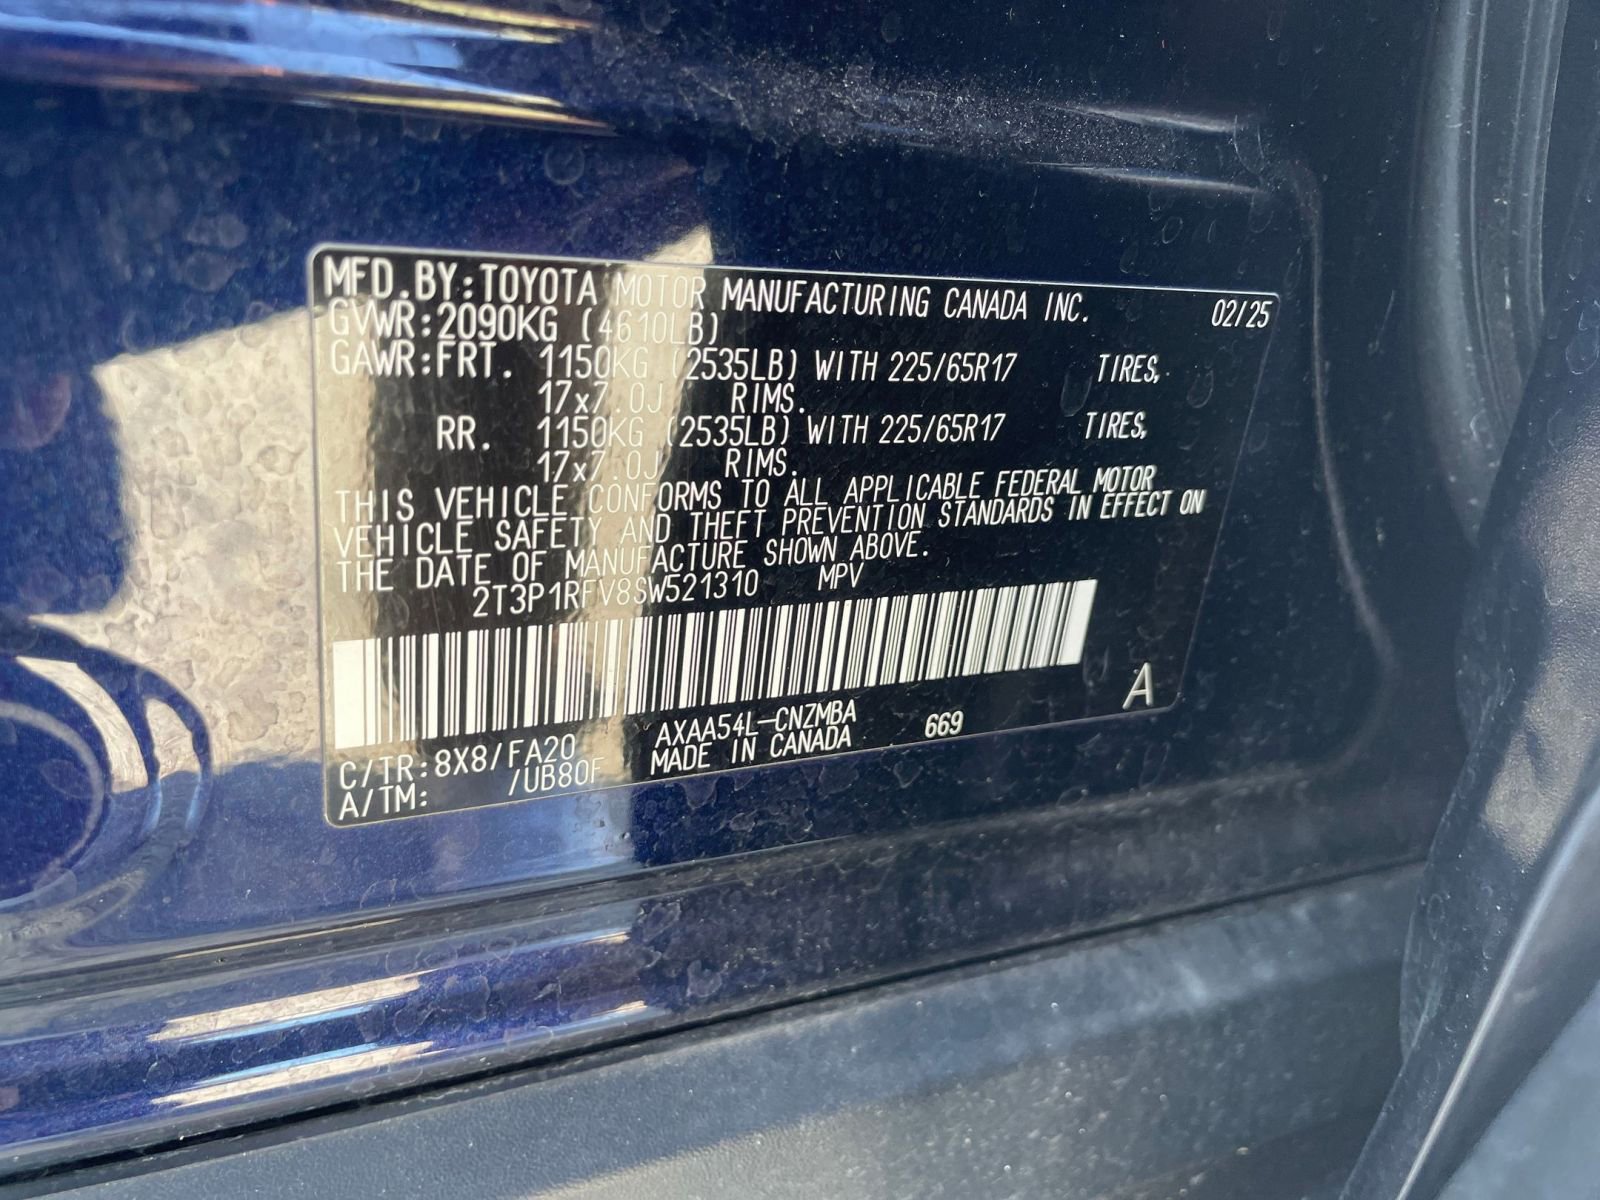 MFD.BY:TOYOTA MOTOR MANUFACTURING CANADA INC. 02/25
GVWR:2090KG (4610LB)
GAWR:FRT. 1150KG (2535LB) WITH 225/65R17 TIRES,
17x7.0J RIMS.
RR. 1150KG (2535LB) WITH 225/65R17 TIRES,
17x7.0J RIMS.
THIS VEHICLE CONFORMS TO ALL APPLICABLE FEDERAL MOTOR
VEHICLE SAFETY AND THEFT PREVENTION STANDARDS IN EFFECT ON
THE DATE OF MANUFACTURE SHOWN ABOVE.
2T3P1RFV8SW521310 MPV
A
AXAA54L-CNZMBA 669
C/TR:8X8/FA20 MADE IN CANADA
A/TM: /UB80F